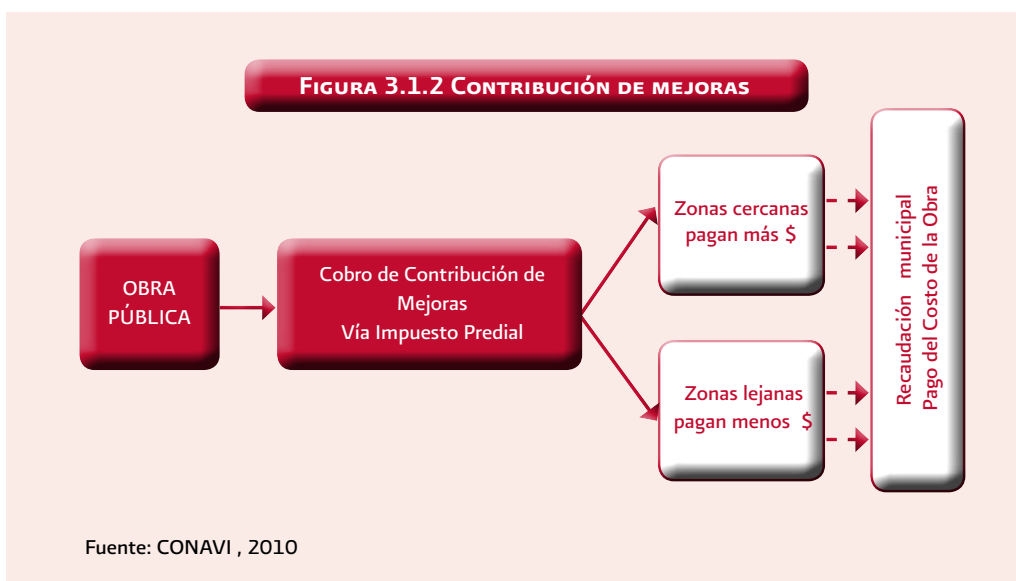 FIGURA 3.1.2 CONTRIBUCIÓN DE MEJORAS
OBRA
PÚBLICA
Cobro de Contribución de
Mejoras
Vía Impuesto Predial
Zonas cercanas
pagan más $
Zonas lejanas
pagan menos $
Recaudación municipal
Pago del Costo de la Obra
Fuente: CONAVI , 2010